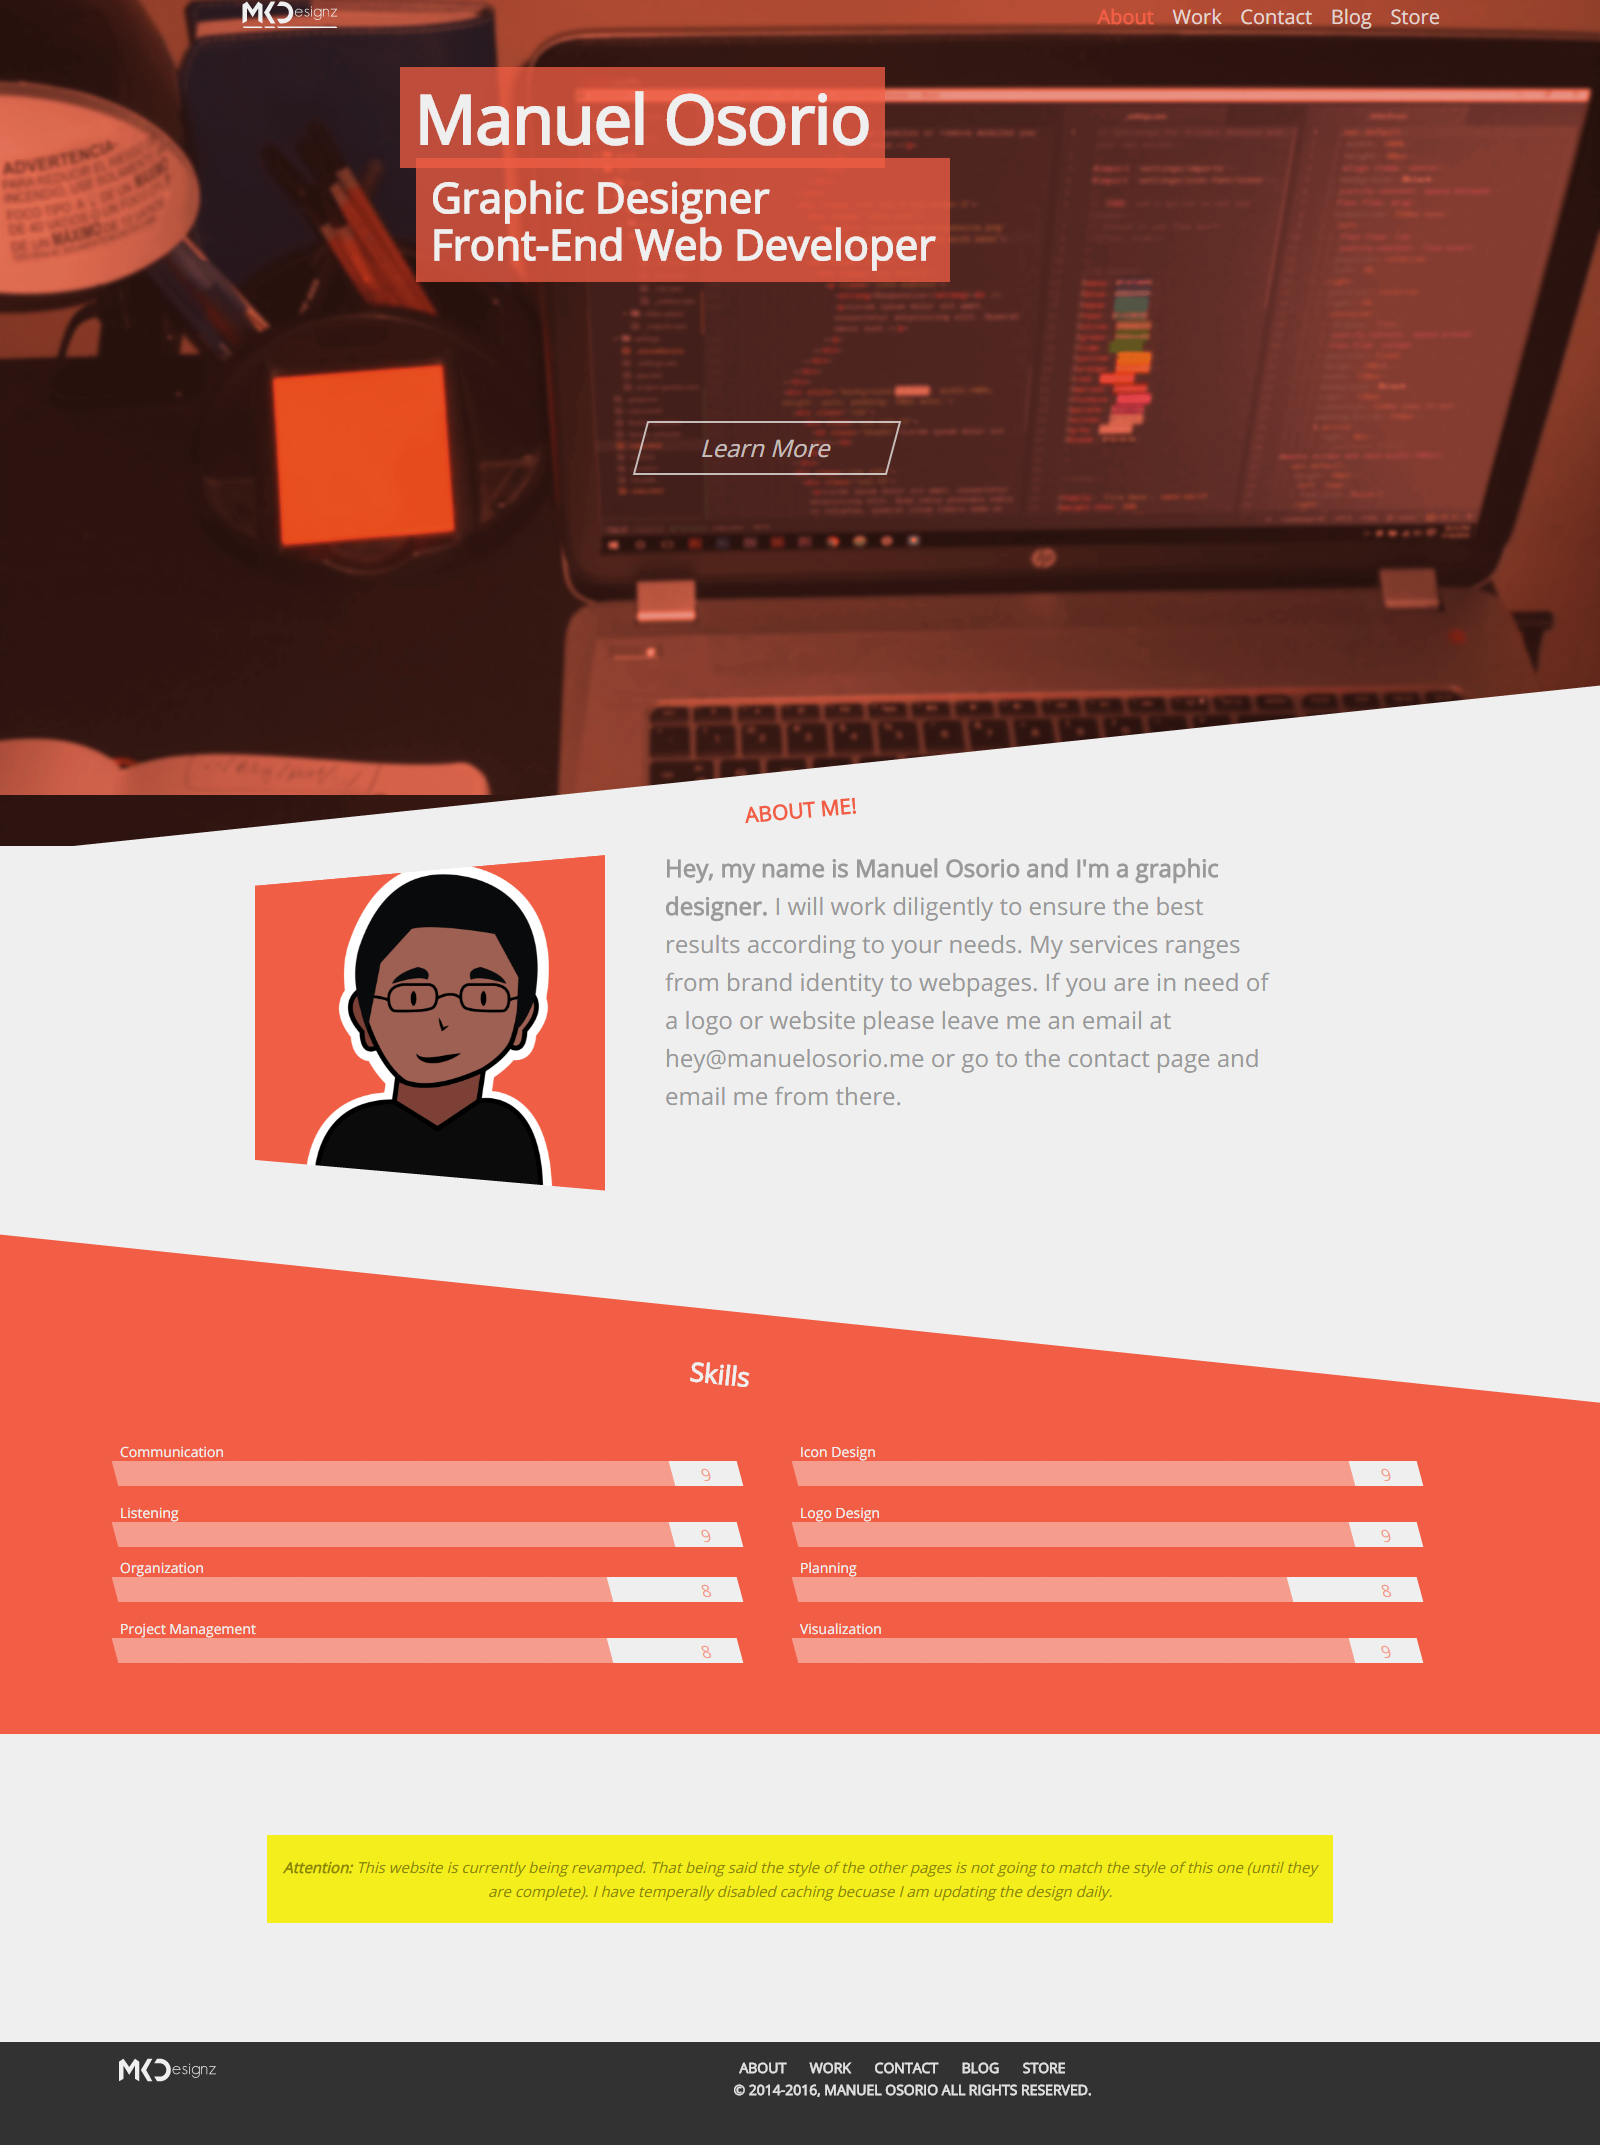 MKDesignz
About Work Contact Blog Store
Manuel Osorio
Graphic Designer
Front-End Web Developer
ADVERTENCIA
DE UN MÁXIMO DE
Learn More
hp
ABOUT ME!
Hey, my name is Manuel Osorio and I'm a graphic
designer. I will work diligently to ensure the best
results according to your needs. My services ranges
from brand identity to webpages. If you are in need of
a logo or website please leave me an email at
hey@manuelosorio.me or go to the contact page and
email me from there.
Skills
Communication
9
Icon Design
9
Listening
9
Logo Design
9
Organization
8
Planning
8
Project Management
8
Visualization
9
Attention: This website is currently being revamped. That being said the style of the other pages is not going to match the style of this one (until they
are complete). I have temperally disabled caching becuase I am updating the design daily.
MKDesignz
ABOUT WORK CONTACT BLOG STORE
© 2014-2016, MANUEL OSORIO ALL RIGHTS RESERVED.